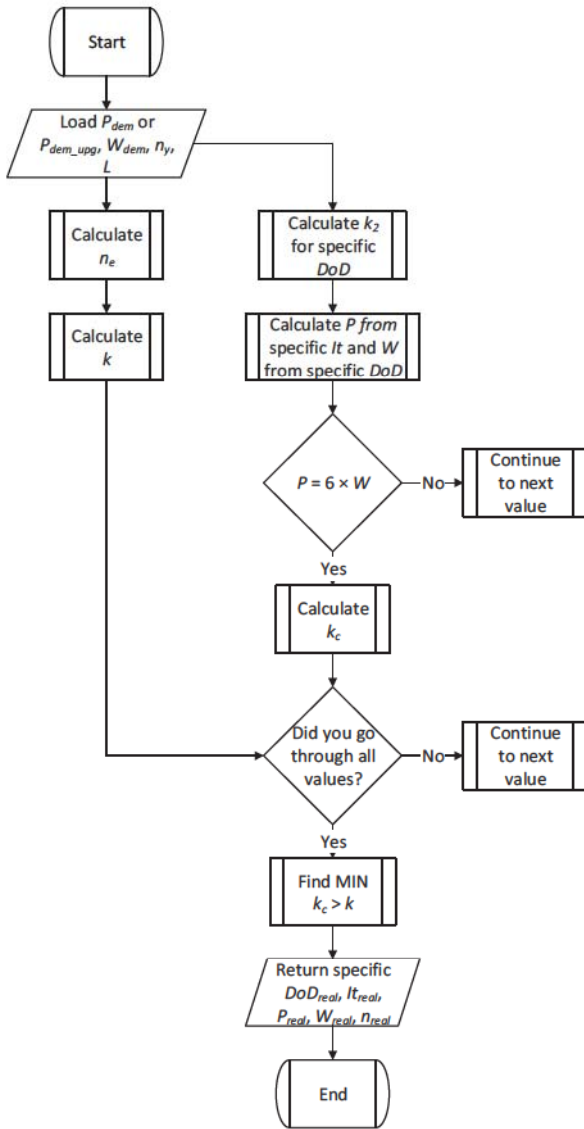 Start
Load P_dem or
P_dem_upg, W_dem, n_y,
L
Calculate
n_e
Calculate
k
Calculate k_2
for specific
DoD
Calculate P from
specific It and W
from specific DoD
P = 6 × W
No
Continue
to next
value
Yes
Calculate
k_c
Did you go
through all
values?
No
Continue
to next
value
Yes
Find MIN
k_c > k
Return specific
DoD_real, It_real,
P_real, W_real, n_real
End